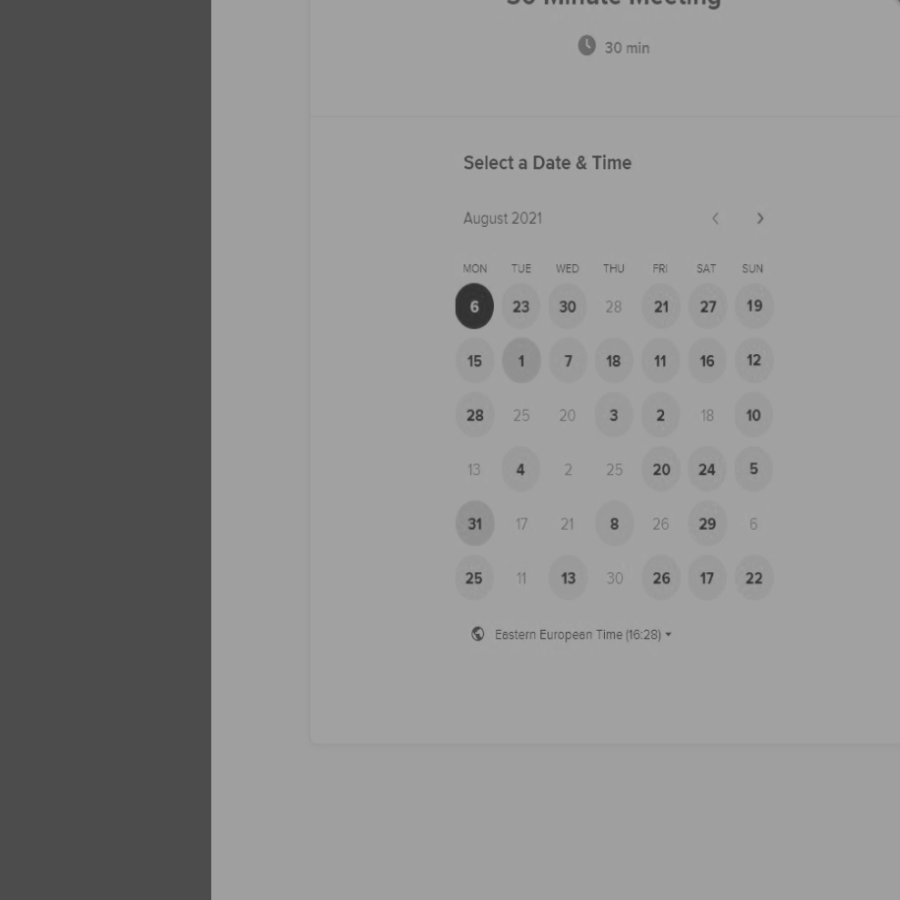 30 Minute Meeting
30 min
Select a Date & Time
August 2021
MON TUE WED THU FRI SAT SUN
6 23 30 28 21 27 19
15 1 7 18 11 16 12
28 25 20 3 2 18 10
13 4 2 25 20 24 5
31 17 21 8 26 29 6
25 11 13 30 26 17 22
Eastern European Time (16:28)